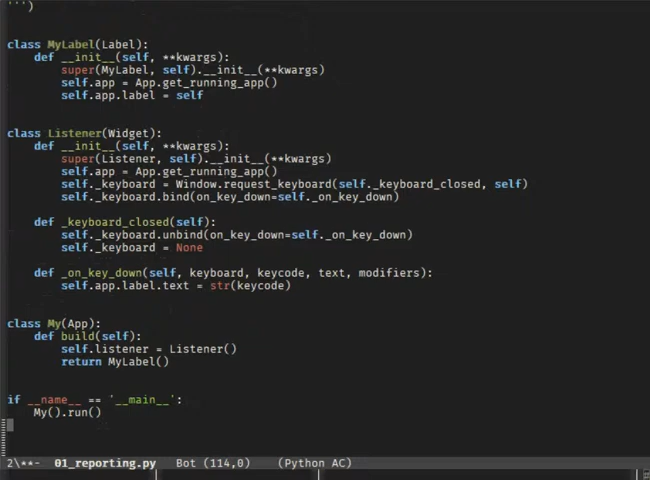 ''')
class MyLabel(Label):
    def __init__(self, **kwargs):
        super(MyLabel, self).__init__(**kwargs)
        self.app = App.get_running_app()
        self.app.label = self
class Listener(Widget):
    def __init__(self, **kwargs):
        super(Listener, self).__init__(**kwargs)
        self.app = App.get_running_app()
        self._keyboard = Window.request_keyboard(self._keyboard_closed, self)
        self._keyboard.bind(on_key_down=self._on_key_down)
    def _keyboard_closed(self):
        self._keyboard.unbind(on_key_down=self._on_key_down)
        self._keyboard = None
    def _on_key_down(self, keyboard, keycode, text, modifiers):
        self.app.label.text = str(keycode)
class My(App):
    def build(self):
        self.listener = Listener()
        return MyLabel()
if __name__ == '__main__':
    My().run()
2\**-  01_reporting.py   Bot (114,0)    (Python AC)